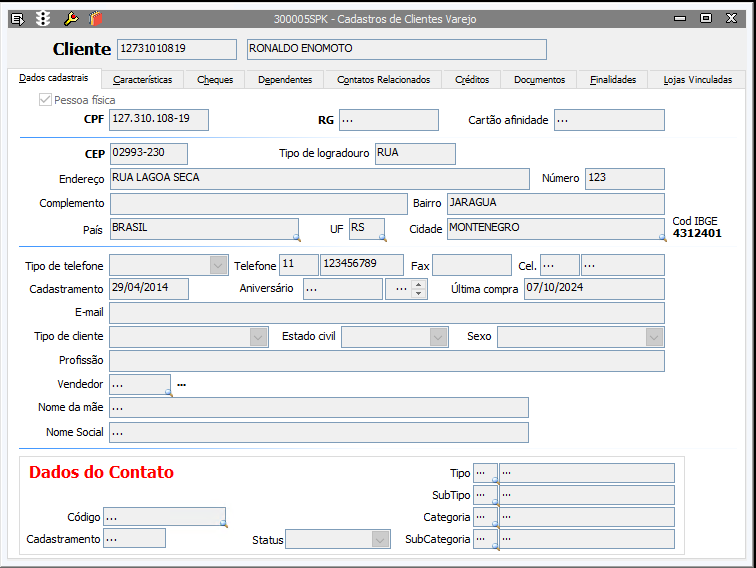 300005SPK - Cadastros de Clientes Varejo
Cliente 12731010819 RONALDO ENOMOTO
Dados cadastrais Características Cheques Dependentes Contatos Relacionados Créditos Documentos Finalidades Lojas Vinculadas
Pessoa física
CPF 127.310.108-19 RG ... Cartão afinidade ...
CEP 02993-230 Tipo de logradouro RUA
Endereço RUA LAGOA SECA Número 123
Complemento Bairro JARAGUA
País BRASIL UF RS Cidade MONTENEGRO Cod IBGE
4312401
Tipo de telefone Telefone 11 123456789 Fax Cel. ... ...
Cadastramento 29/04/2014 Aniversário ... ... Última compra 07/10/2024
E-mail
Tipo de cliente Estado civil Sexo
Profissão
Vendedor ... ...
Nome da mãe ...
Nome Social ...
Dados do Contato
Tipo ... ...
SubTipo ... ...
Código ... Categoria ... ...
Cadastramento ... Status SubCategoria ... ...